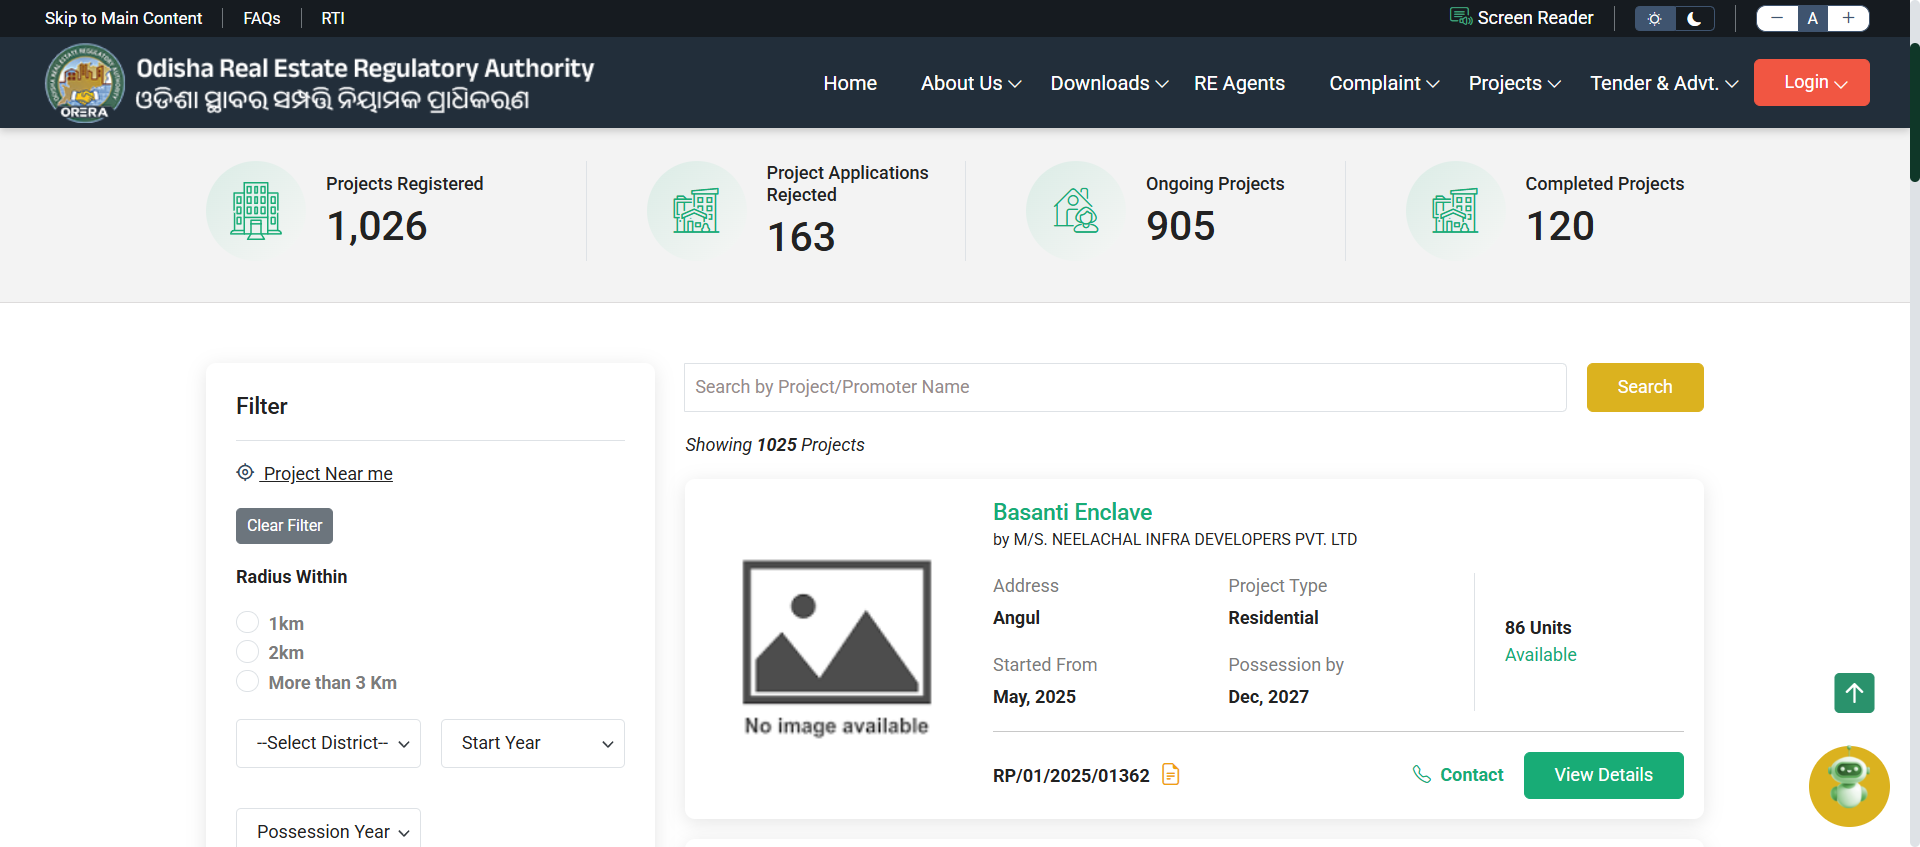 Skip to Main Content
FAQs
RTI
Screen Reader
A
Odisha Real Estate Regulatory Authority
ଓଡିଶା ସ୍ଥାବର ସମ୍ପତ୍ତି ନିୟାମକ ପ୍ରାଧିକରଣ
ORERA
Home
About Us
Downloads
RE Agents
Complaint
Projects
Tender & Advt.
Login
Projects Registered
1,026
Project Applications
Rejected
163
Ongoing Projects
905
Completed Projects
120
Filter
Project Near me
Clear Filter
Radius Within
1km
2km
More than 3 Km
--Select District--
Start Year
Possession Year
Search by Project/Promoter Name
Search
Showing 1025 Projects
No image available
Basanti Enclave
by M/S. NEELACHAL INFRA DEVELOPERS PVT. LTD
Address
Angul
Project Type
Residential
Started From
May, 2025
Possession by
Dec, 2027
86 Units
Available
RP/01/2025/01362
Contact
View Details